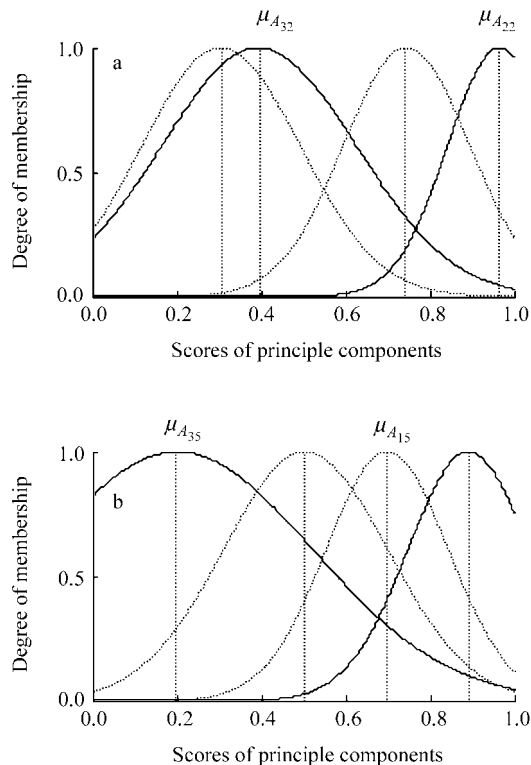 μA32 μA22
a
1.0
0.5
0.0
Degree of membership
0.0 0.2 0.4 0.6 0.8 1.0
Scores of principle components
μA35 μA15
b
1.0
0.5
0.0
Degree of membership
0.0 0.2 0.4 0.6 0.8 1.0
Scores of principle components